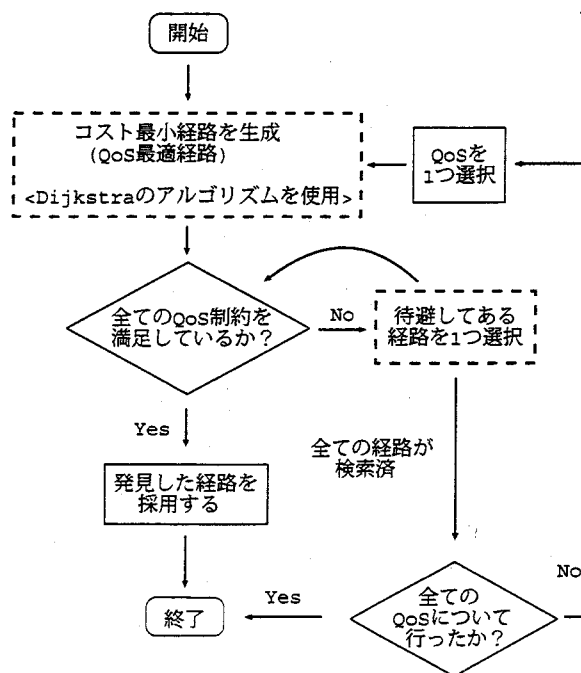 開始
コスト最小経路を生成
(QoS最適経路)
<Dijkstraのアルゴリズムを使用>
QoSを
1つ選択
全てのQoS制約を
満足しているか?
No
待避してある
経路を1つ選択
Yes
全ての経路が
検索済
発見した経路を
採用する
No
全ての
QoSについて
行ったか?
Yes
終了